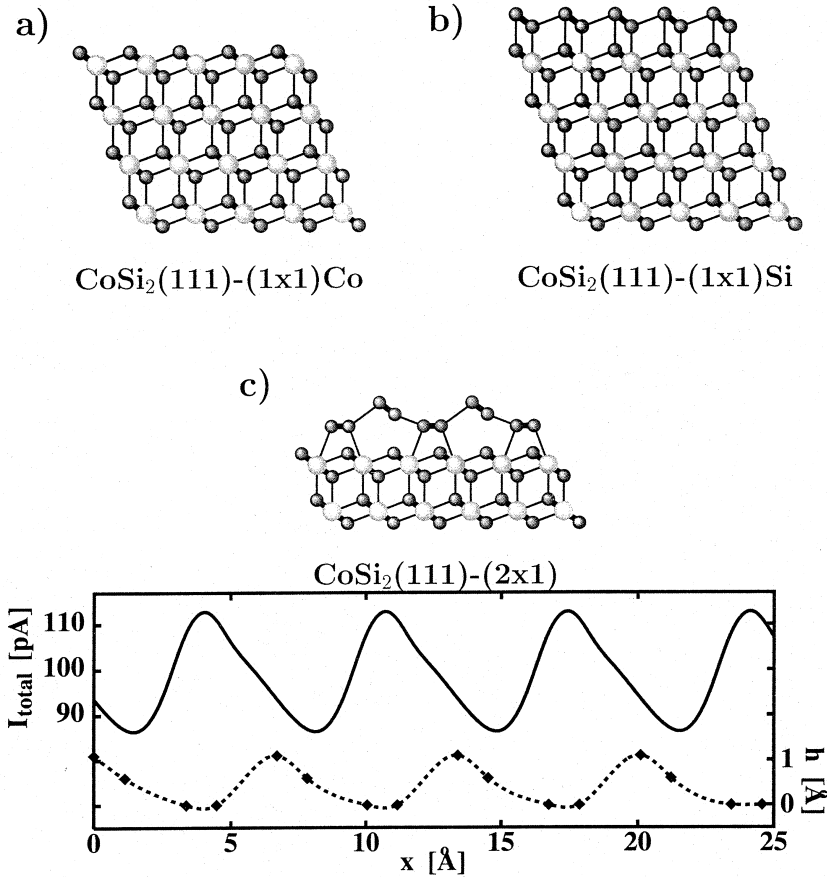 a)
b)
CoSi₂(111)-(1x1)Co
CoSi₂(111)-(1x1)Si
c)
CoSi₂(111)-(2x1)
I_total [pA]
110
100
90
h [Å]
1
0
0 5 10 15 20 25
x [Å]